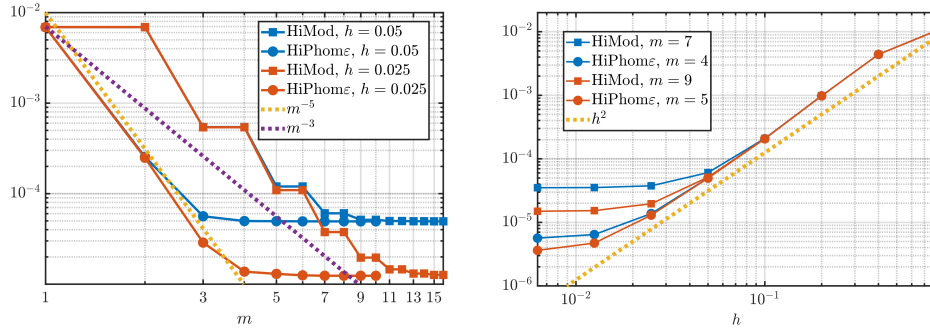 10^{-2}
10^{-3}
10^{-4}
HiMod, h = 0.05
HiPhomε, h = 0.05
HiMod, h = 0.025
HiPhomε, h = 0.025
m^{-5}
m^{-3}
1 3 5 7 9 11 13 15
m
10^{-2}
10^{-3}
10^{-4}
10^{-5}
10^{-6}
HiMod, m = 7
HiPhomε, m = 4
HiMod, m = 9
HiPhomε, m = 5
h^2
10^{-2} 10^{-1}
h